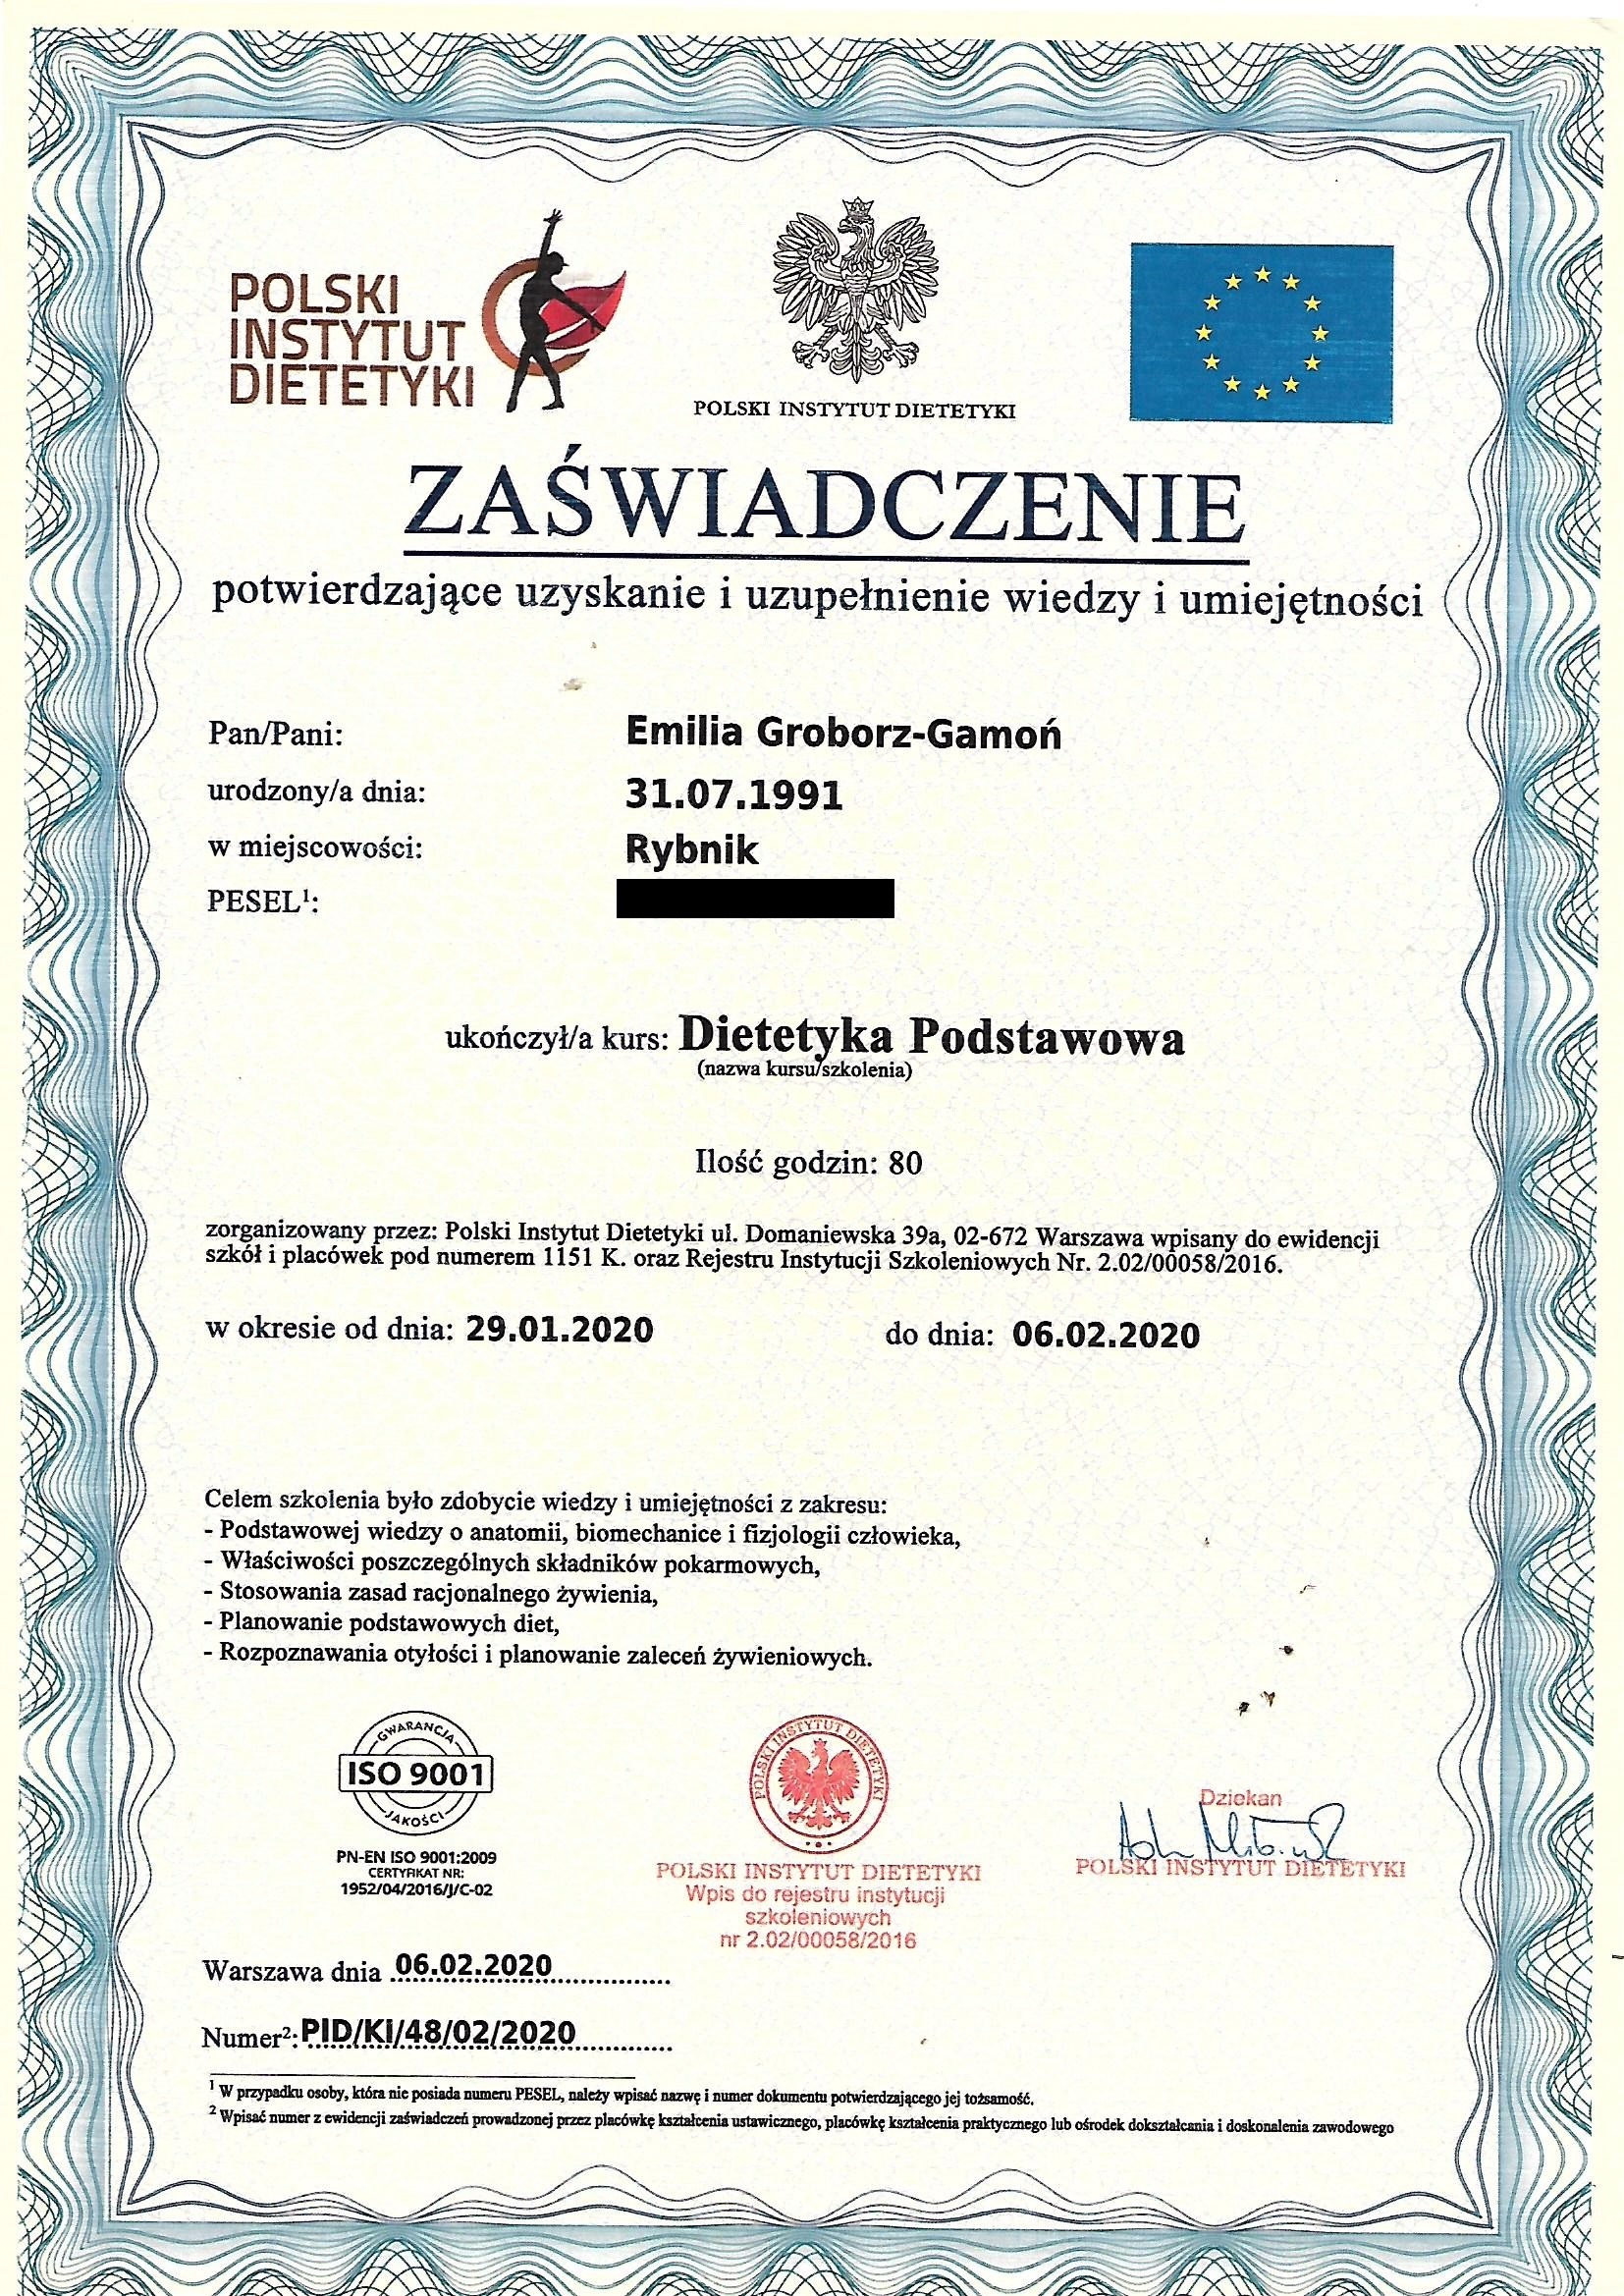 POLSKI
INSTYTUT
DIETETYKI
POLSKI INSTYTUT DIETETYKI
ZAŚWIADCZENIE
potwierdzające uzyskanie i uzupełnienie wiedzy i umiejętności
Pan/Pani: Emilia Groborz-Gamoń
urodzony/a dnia: 31.07.1991
w miejscowości: Rybnik
PESEL¹:
ukończył/a kurs: Dietetyka Podstawowa
(nazwa kursu/szkolenia)
Ilość godzin: 80
zorganizowany przez: Polski Instytut Dietetyki ul. Domaniewska 39a, 02-672 Warszawa wpisany do ewidencji
szkół i placówek pod numerem 1151 K. oraz Rejestru Instytucji Szkoleniowych Nr. 2.02/00058/2016.
w okresie od dnia: 29.01.2020 do dnia: 06.02.2020
Celem szkolenia było zdobycie wiedzy i umiejętności z zakresu:
- Podstawowej wiedzy o anatomii, biomechanice i fizjologii człowieka,
- Właściwości poszczególnych składników pokarmowych,
- Stosowania zasad racjonalnego żywienia,
- Planowanie podstawowych diet,
- Rozpoznawania otyłości i planowanie zaleceń żywieniowych.
GWARANCJA
ISO 9001
JAKOŚCI
PN-EN ISO 9001:2009
CERTYFIKAT NR:
1952/04/2016/J/C-02
POLSKI INSTYTUT DIETETYKI
POLSKI INSTYTUT DIETETYKI
Wpis do rejestru instytucji
szkoleniowych
nr 2.02/00058/2016
Dziekan
POLSKI INSTYTUT DIETETYKI
Warszawa dnia 06.02.2020
Numer²: PID/KI/48/02/2020
¹ W przypadku osoby, która nie posiada numeru PESEL, należy wpisać nazwę i numer dokumentu potwierdzającego jej tożsamość.
² Wpisać numer z ewidencji zaświadczeń prowadzonej przez placówkę kształcenia ustawicznego, placówkę kształcenia praktycznego lub ośrodek dokształcania i doskonalenia zawodowego